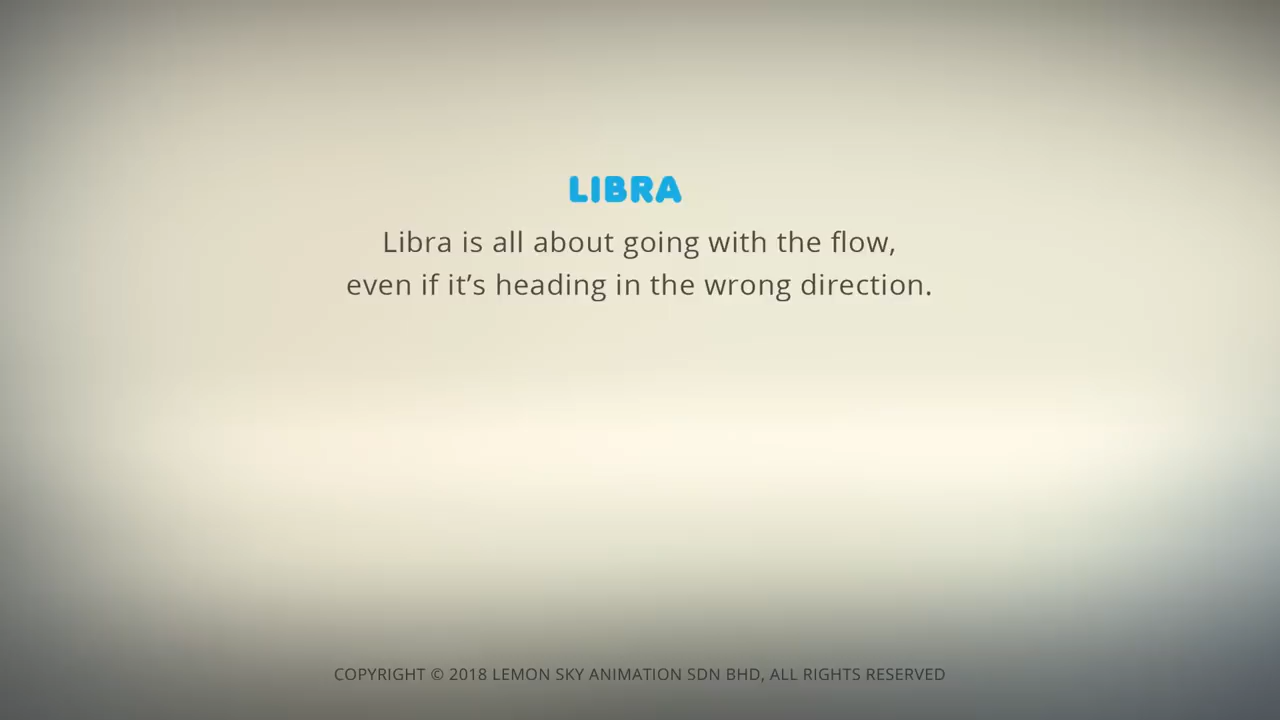 LIBRA
Libra is all about going with the flow,
even if it’s heading in the wrong direction.
COPYRIGHT © 2018 LEMON SKY ANIMATION SDN BHD, ALL RIGHTS RESERVED